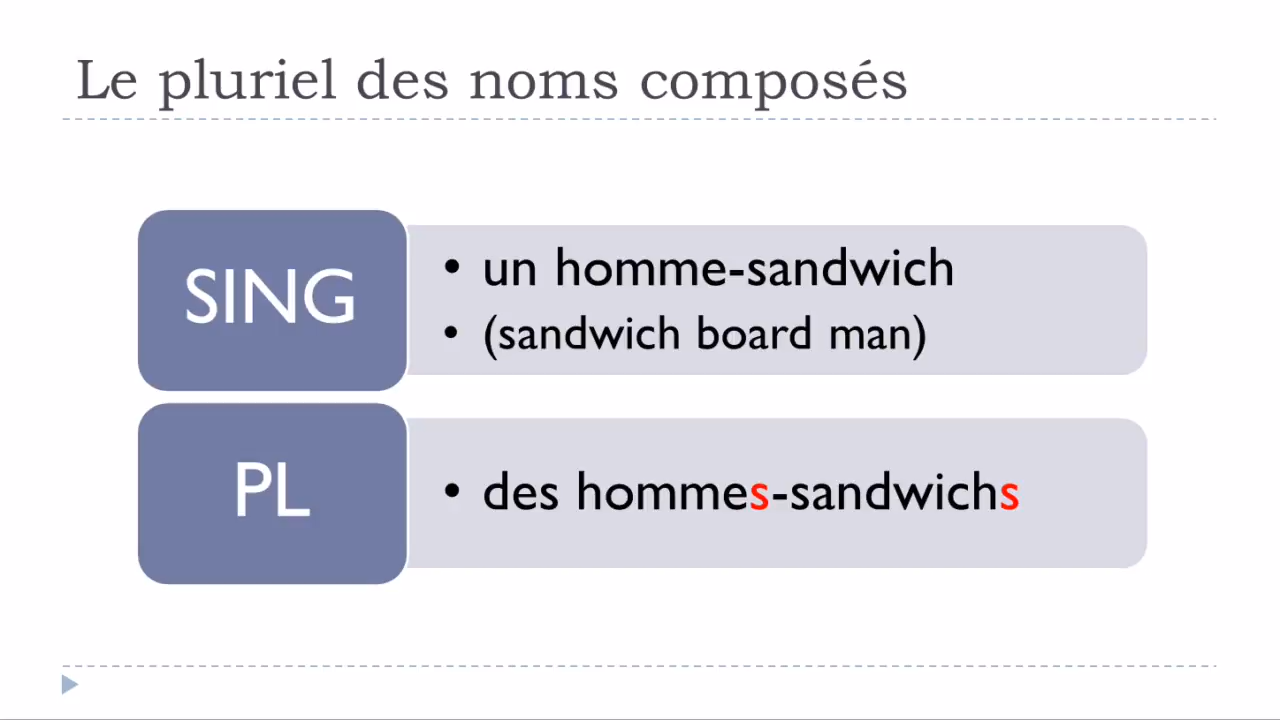 Le pluriel des noms composés
SING
• un homme-sandwich
• (sandwich board man)
PL
• des hommes-sandwichs